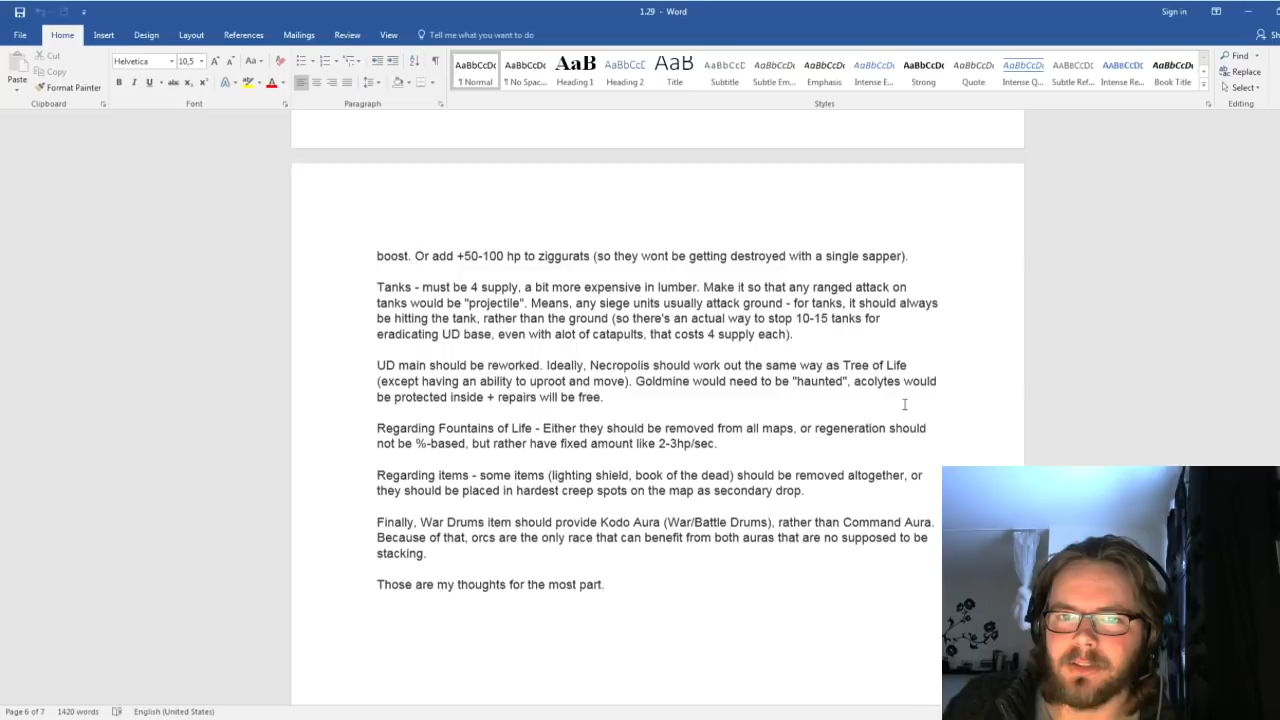 1.29 - Word
Sign in
File Home Insert Design Layout References Mailings Review View Tell me what you want to do
Cut
Copy
Format Painter
Paste
Clipboard
Helvetica 10,5
Font
Paragraph
AaBbCcDc AaBbCcDc AaB AaBbCcC AaB AaBbCcC AaBbCcDc AaBbCcDc AaBbCcDc AaBbCcDc AaBbCcDc AaBbCcDc AaBbCcDc AaBbCcDc AaBbCcDc
¶ Normal ¶ No Spac... Heading 1 Heading 2 Title Subtitle Subtle Em... Emphasis Intense E... Strong Quote Intense Q... Subtle Ref... Intense Re... Book Title
Styles
Find
Replace
Select
Editing
boost. Or add +50-100 hp to ziggurats (so they wont be getting destroyed with a single sapper).
Tanks - must be 4 supply, a bit more expensive in lumber. Make it so that any ranged attack on
tanks would be "projectile". Means, any siege units usually attack ground - for tanks, it should always
be hitting the tank, rather than the ground (so there's an actual way to stop 10-15 tanks for
eradicating UD base, even with alot of catapults, that costs 4 supply each).
UD main should be reworked. Ideally, Necropolis should work out the same way as Tree of Life
(except having an ability to uproot and move). Goldmine would need to be "haunted", acolytes would
be protected inside + repairs will be free.
Regarding Fountains of Life - Either they should be removed from all maps, or regeneration should
not be %-based, but rather have fixed amount like 2-3hp/sec.
Regarding items - some items (lighting shield, book of the dead) should be removed altogether, or
they should be placed in hardest creep spots on the map as secondary drop.
Finally, War Drums item should provide Kodo Aura (War/Battle Drums), rather than Command Aura.
Because of that, orcs are the only race that can benefit from both auras that are no supposed to be
stacking.
Those are my thoughts for the most part.
Page 6 of 7 1420 words English (United States)